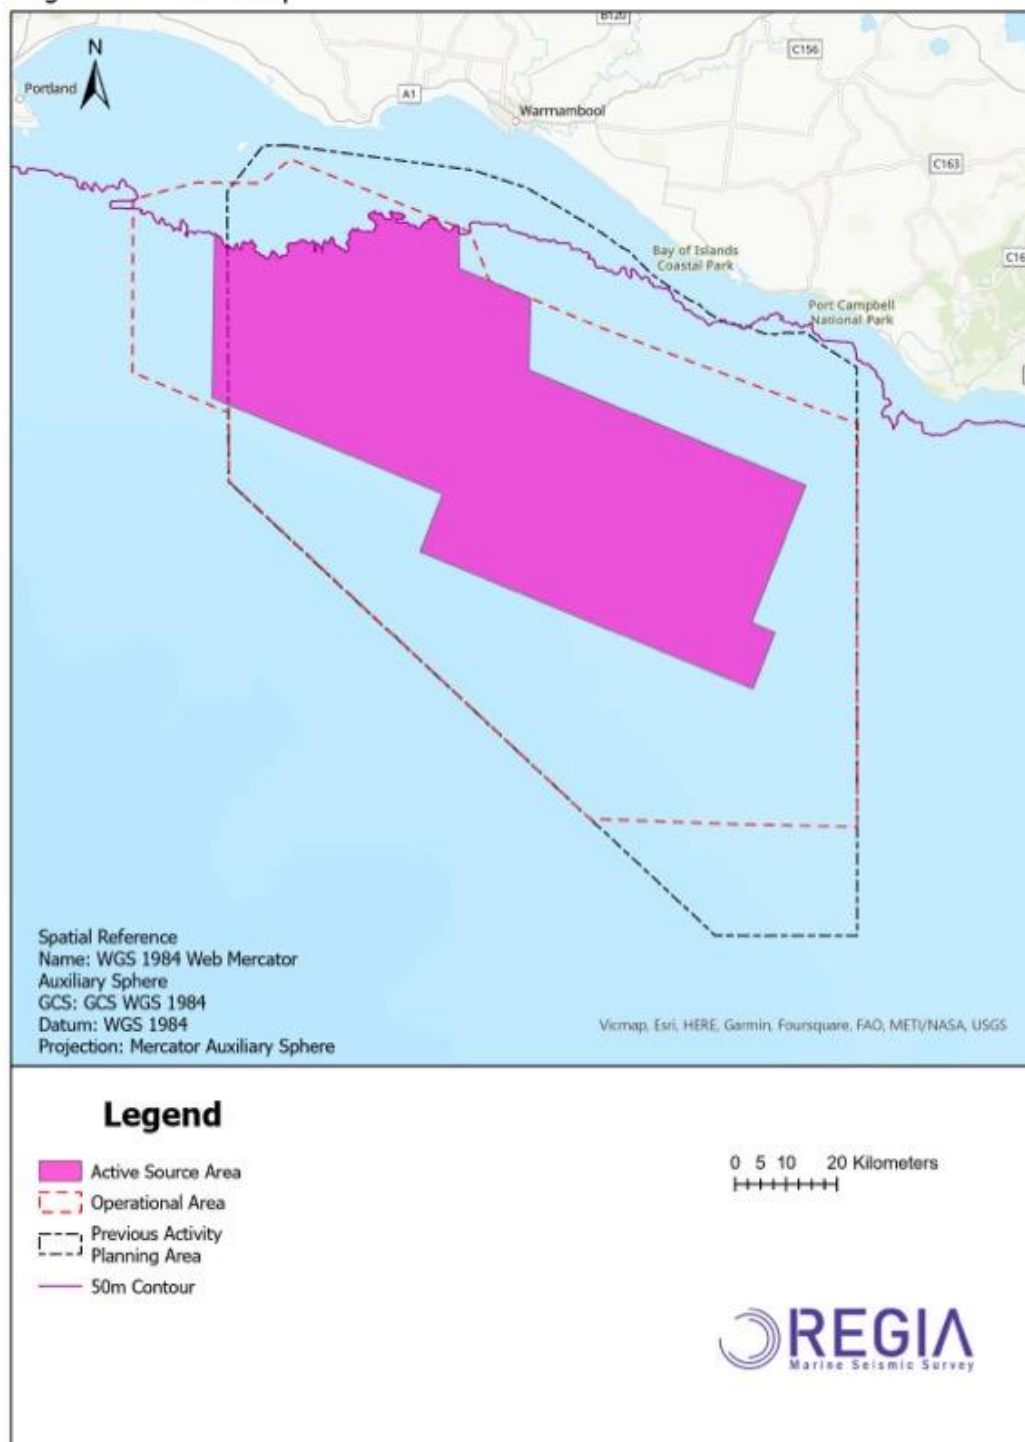 B120
C156
N
Portland
A1
Warrnambool
C163
Bay of Islands
Coastal Park
C16
Port Campbell
National Park
Spatial Reference
Name: WGS 1984 Web Mercator
Auxiliary Sphere
GCS: GCS WGS 1984
Datum: WGS 1984
Projection: Mercator Auxiliary Sphere
Vicmap, Esri, HERE, Garmin, Foursquare, FAO, METI/NASA, USGS
Legend
Active Source Area
Operational Area
Previous Activity
Planning Area
50m Contour
0 5 10 20 Kilometers
REGIA
Marine Seismic Survey